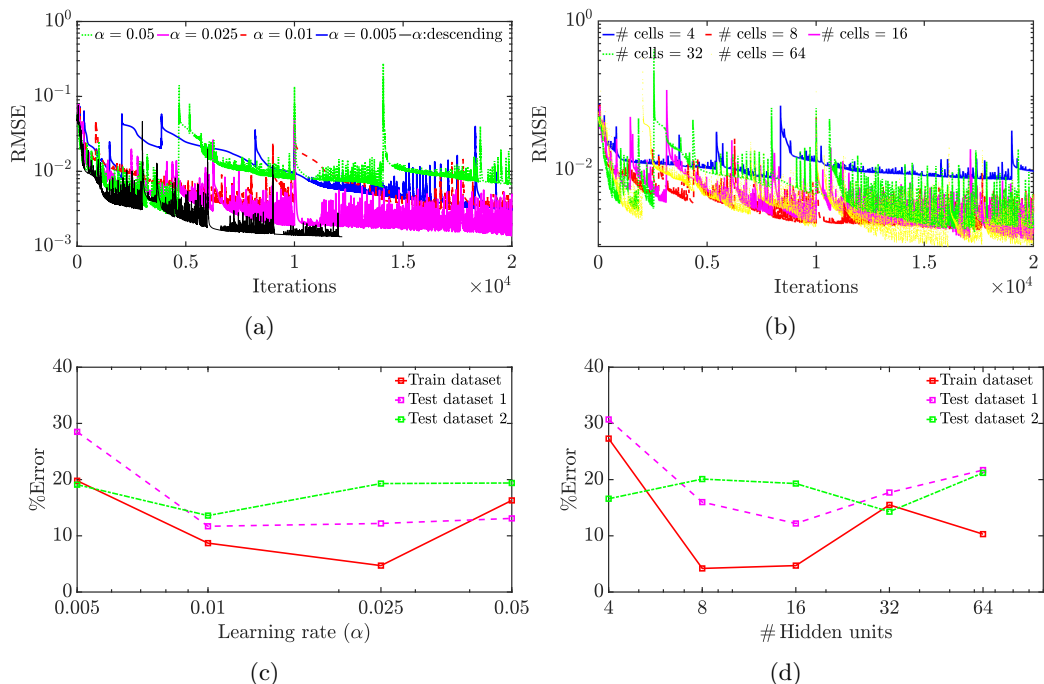 10^0
α = 0.05 α = 0.025 α = 0.01 α = 0.005 α:descending
10^−1
10^−2
10^−3
RMSE
0 0.5 1 1.5 2
Iterations ×10^4
(a)
10^0
# cells = 4 # cells = 8 # cells = 16
# cells = 32 # cells = 64
10^−2
RMSE
0 0.5 1 1.5 2
Iterations ×10^4
(b)
40
30
20
10
0
%Error
Train dataset
Test dataset 1
Test dataset 2
0.005 0.01 0.025 0.05
Learning rate (α)
(c)
40
30
20
10
0
%Error
Train dataset
Test dataset 1
Test dataset 2
4 8 16 32 64
# Hidden units
(d)